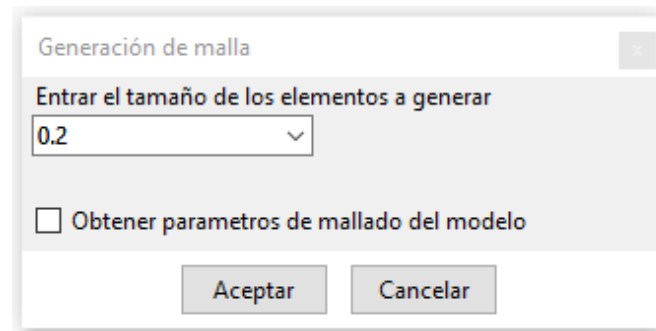 Generación de malla
x
Entrar el tamaño de los elementos a generar
0.2
Obtener parametros de mallado del modelo
Aceptar Cancelar